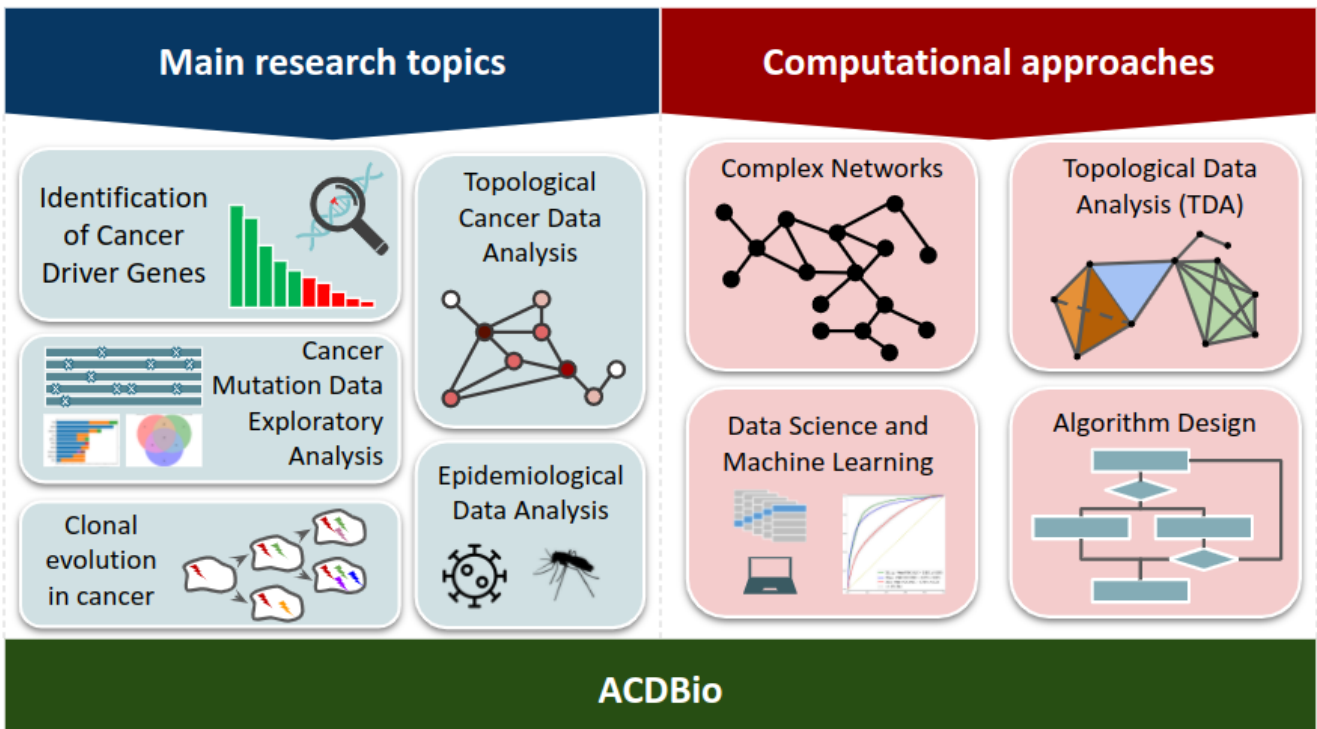 Main research topics
Computational approaches
Identification
of Cancer
Driver Genes
Topological
Cancer Data
Analysis
Cancer
Mutation Data
Exploratory
Analysis
Epidemiological
Data Analysis
Clonal
evolution
in cancer
Complex Networks
Topological Data
Analysis (TDA)
Data Science and
Machine Learning
Algorithm Design
ACDBio